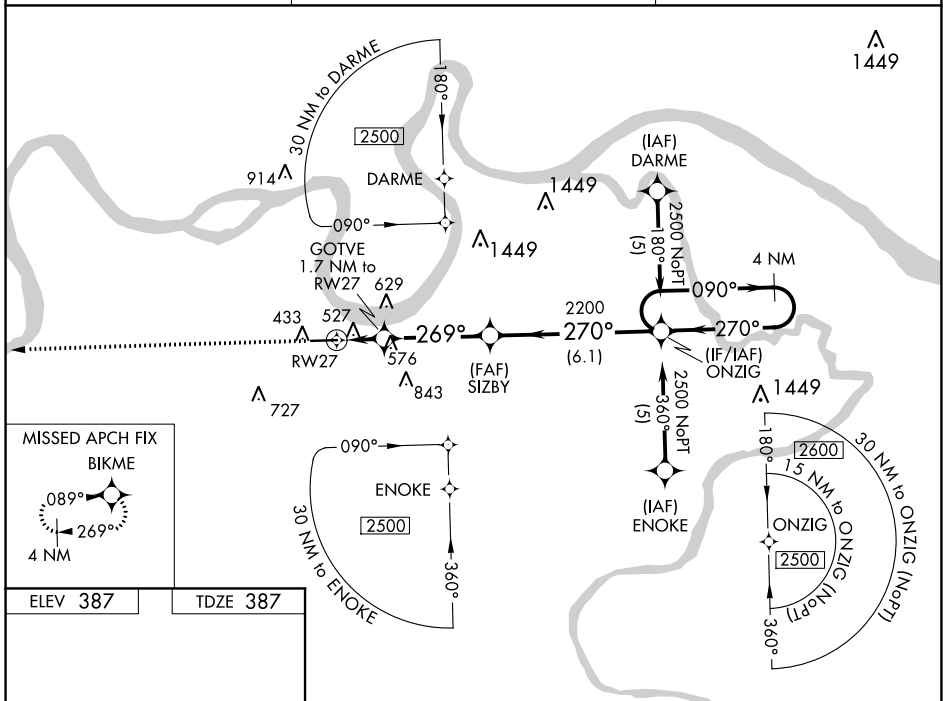 1449
30 NM to DARME
180°
2500
DARME
090°
914
(IAF)
DARME
1449
1449
2500 NoPT
180°
(5)
4 NM
090°
GOTVE
1.7 NM to
RW27
629
433
527
RW27
576
269°
2200
270°
(6.1)
270°
(FAF)
SIZBY
(IF/IAF)
ONZIG
843
727
2500 NoPT
360°
(5)
1449
MISSED APCH FIX
BIKME
089°
269°
4 NM
090°
ENOKE
2500
360°
30 NM to ENOKE
(IAF)
ENOKE
180°
2600
30 NM to ONZIG (NoPT)
15 NM to ONZIG (NoPT)
ONZIG
2500
360°
ELEV 387
TDZE 387